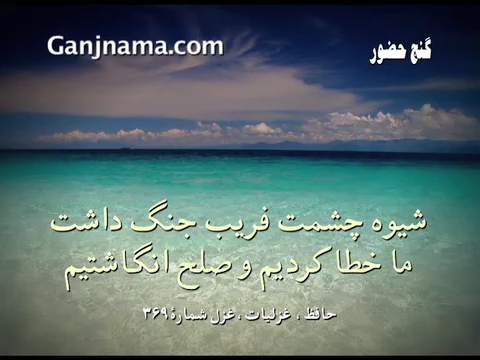 Ganjnama.com
گنج حضور
شیوه چشمت فریب جنگ داشت
ما خطا کردیم و صلح انگاشتیم
حافظ ، غزلیات ، غزل شمارهٔ ۳۶۹